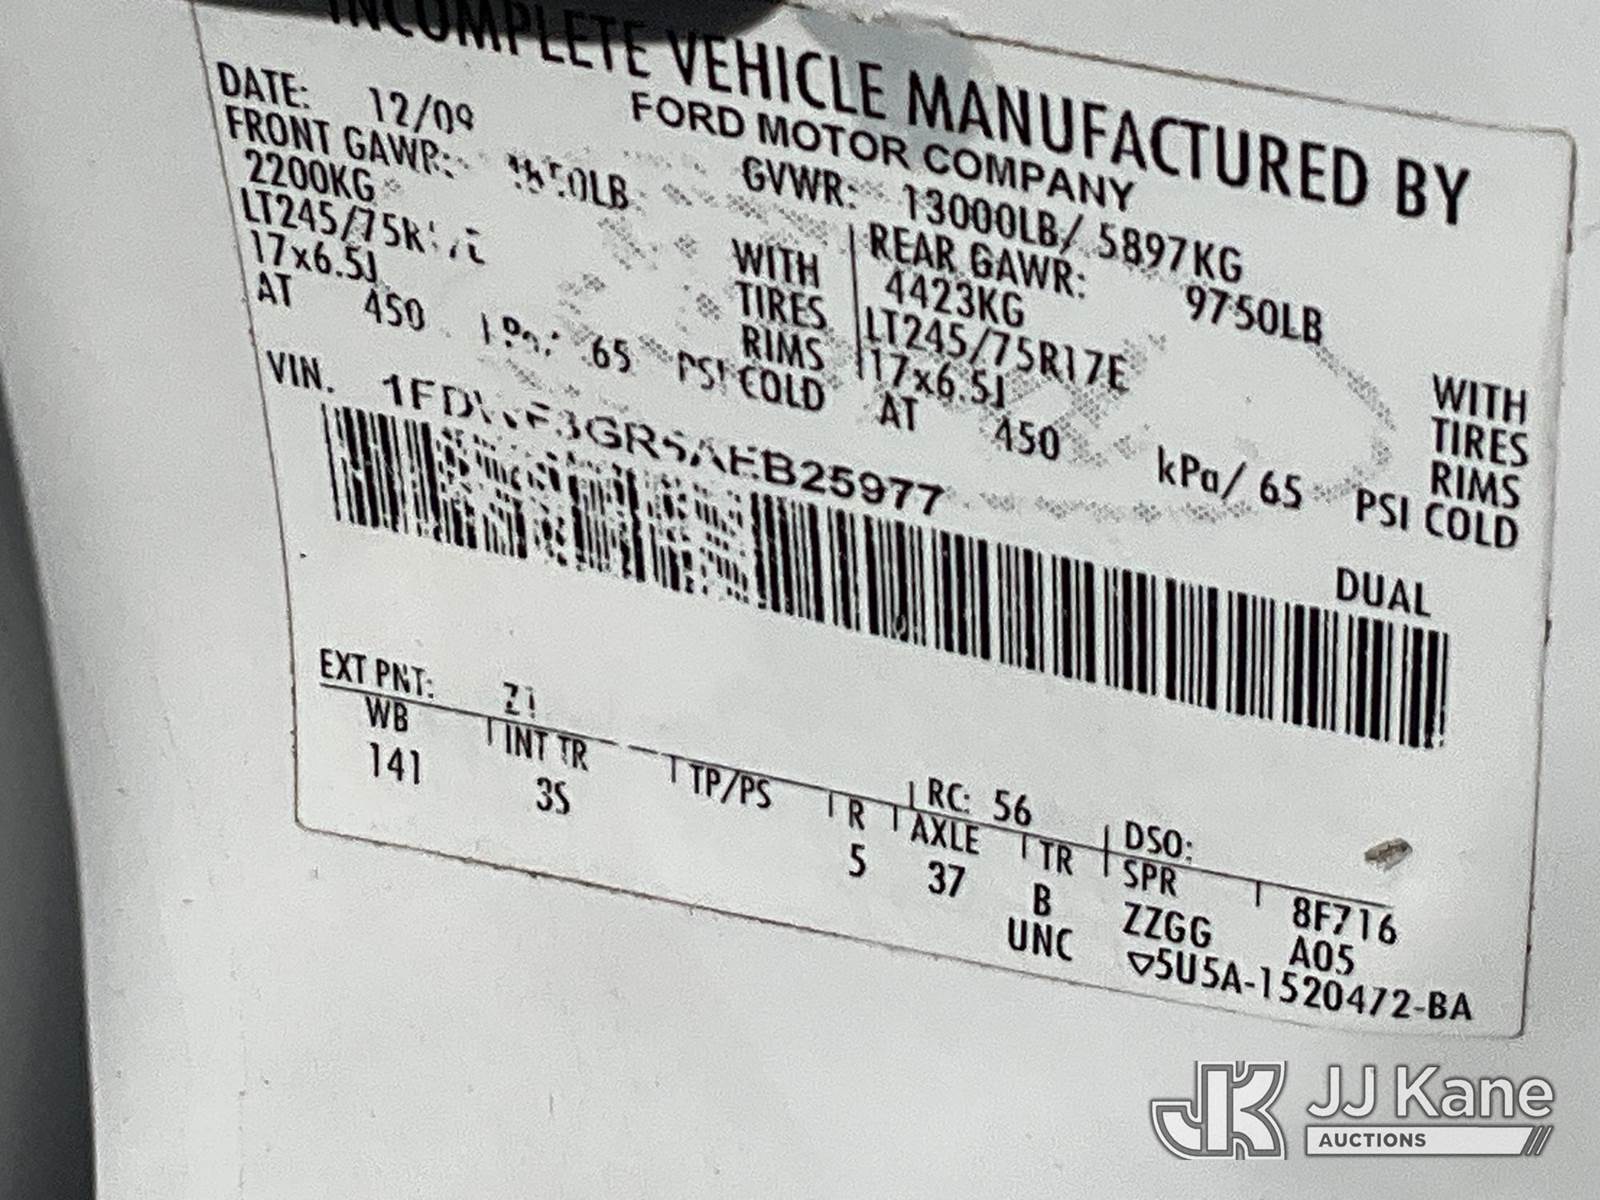 INCOMPLETE VEHICLE MANUFACTURED BY
FORD MOTOR COMPANY
DATE: 12/09
GVWR: 13000LB/ 5897KG
FRONT GAWR:
2200KG
WITH
TIRES
17x6.5J RIMS
AT 450 65 PSI COLD
REAR GAWR: 9750LB
4423KG WITH
LT245/75R17E TIRES
17x6.5J RIMS
AT 450 kPa/ 65 PSI COLD
VIN.
DUAL
EXT PNT: RC: 56 DSO:
WB INT TR TP/PS R AXLE TR SPR
141 3S 5 37 B ZZGG 8F716
UNC A05
▽5U5A-1520472-BA
JK JJ Kane
AUCTIONS